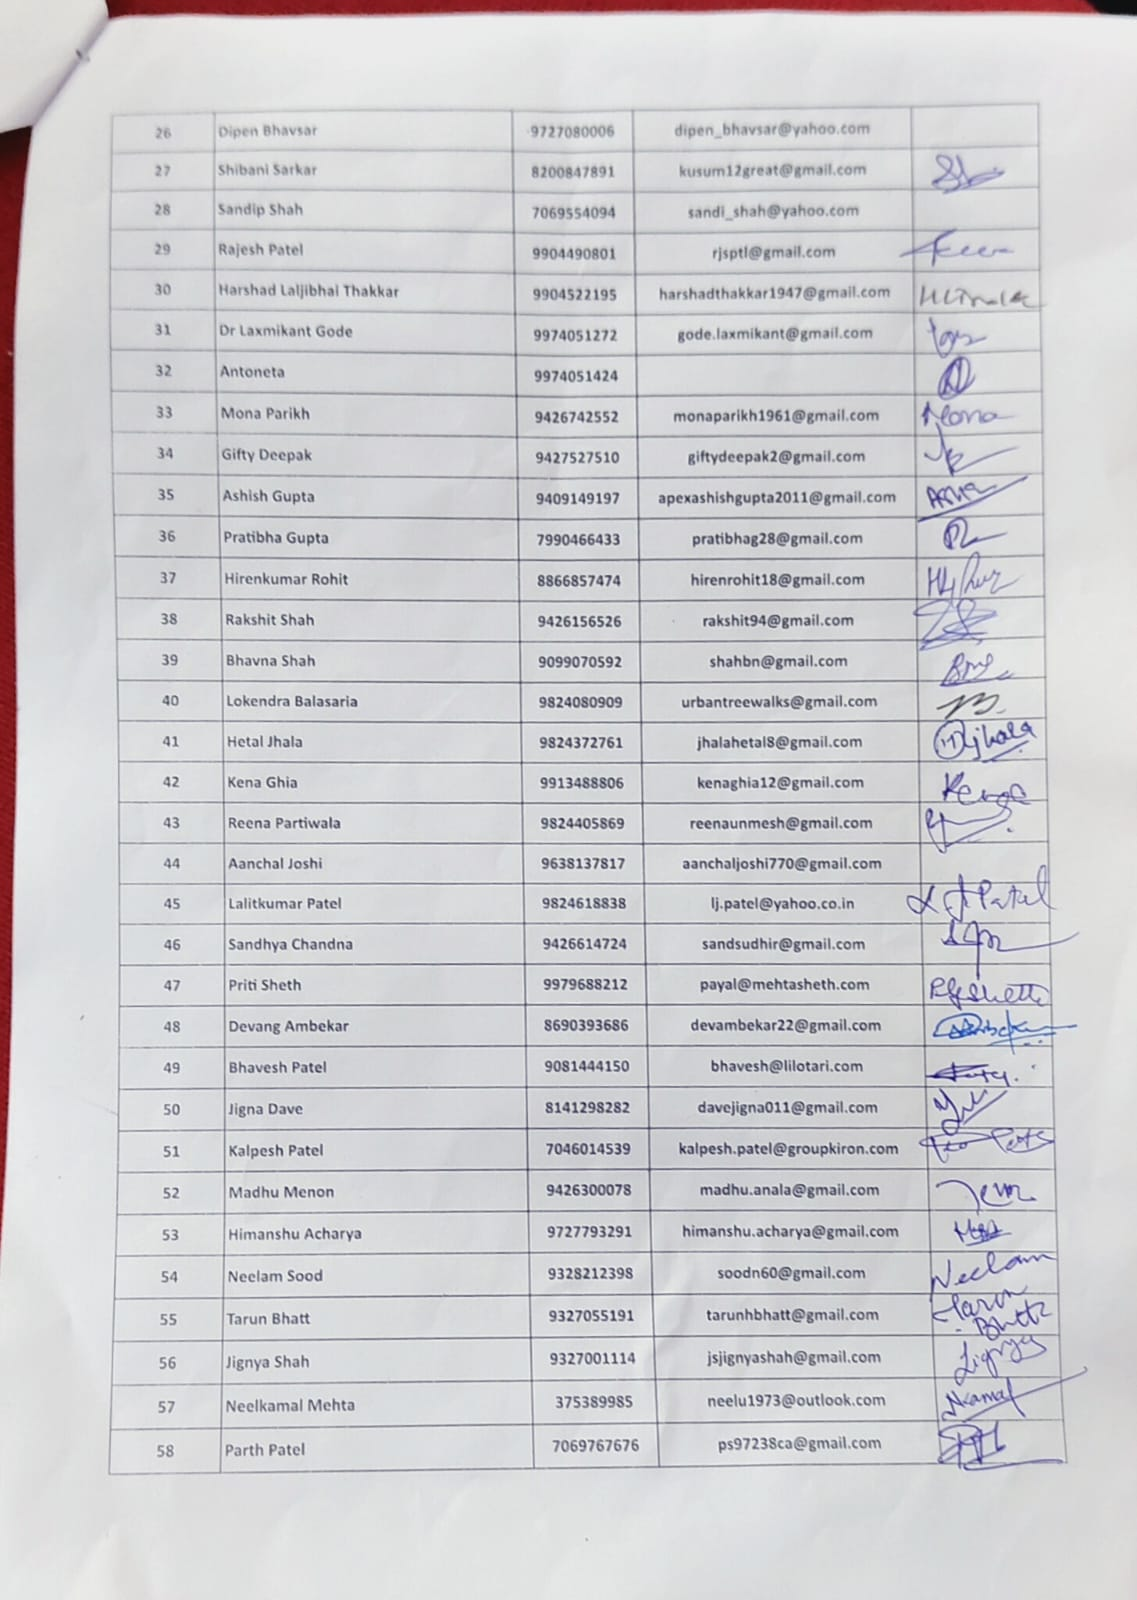 26 Dipen Bhavsar 9727080006 dipen_bhavsar@yahoo.com
27 Shibani Sarkar 8200847891 kusum12great@gmail.com
28 Sandip Shah 7069554094 sandi_shah@yahoo.com
29 Rajesh Patel 9904490801 rjsptl@gmail.com
30 Harshad Laljibhai Thakkar 9904522195 harshadthakkar1947@gmail.com
31 Dr Laxmikant Gode 9974051272 gode.laxmikant@gmail.com
32 Antoneta 9974051424
33 Mona Parikh 9426742552 monaparikh1961@gmail.com Mona
34 Gifty Deepak 9427527510 giftydeepak2@gmail.com
35 Ashish Gupta 9409149197 apexashishgupta2011@gmail.com
36 Pratibha Gupta 7990466433 pratibhag28@gmail.com
37 Hirenkumar Rohit 8866857474 hirenrohit18@gmail.com
38 Rakshit Shah 9426156526 rakshit94@gmail.com
39 Bhavna Shah 9099070592 shahbn@gmail.com
40 Lokendra Balasaria 9824080909 urbantreewalks@gmail.com
41 Hetal Jhala 9824372761 jhalahetal8@gmail.com
42 Kena Ghia 9913488806 kenaghia12@gmail.com
43 Reena Partiwala 9824405869 reenaunmesh@gmail.com
44 Aanchal Joshi 9638137817 aanchaljoshi770@gmail.com
45 Lalitkumar Patel 9824618838 lj.patel@yahoo.co.in L J Patel
46 Sandhya Chandna 9426614724 sandsudhir@gmail.com
47 Priti Sheth 9979688212 payal@mehtasheth.com
48 Devang Ambekar 8690393686 devambekar22@gmail.com
49 Bhavesh Patel 9081444150 bhavesh@lilotari.com
50 Jigna Dave 8141298282 davejigna011@gmail.com
51 Kalpesh Patel 7046014539 kalpesh.patel@groupkiron.com
52 Madhu Menon 9426300078 madhu.anala@gmail.com
53 Himanshu Acharya 9727793291 himanshu.acharya@gmail.com
54 Neelam Sood 9328212398 soodn60@gmail.com Neelam
55 Tarun Bhatt 9327055191 tarunhbhatt@gmail.com Tarun
56 Jignya Shah 9327001114 jsjignyashah@gmail.com Jignya
57 Neelkamal Mehta 375389985 neelu1973@outlook.com
58 Parth Patel 7069767676 ps97238ca@gmail.com